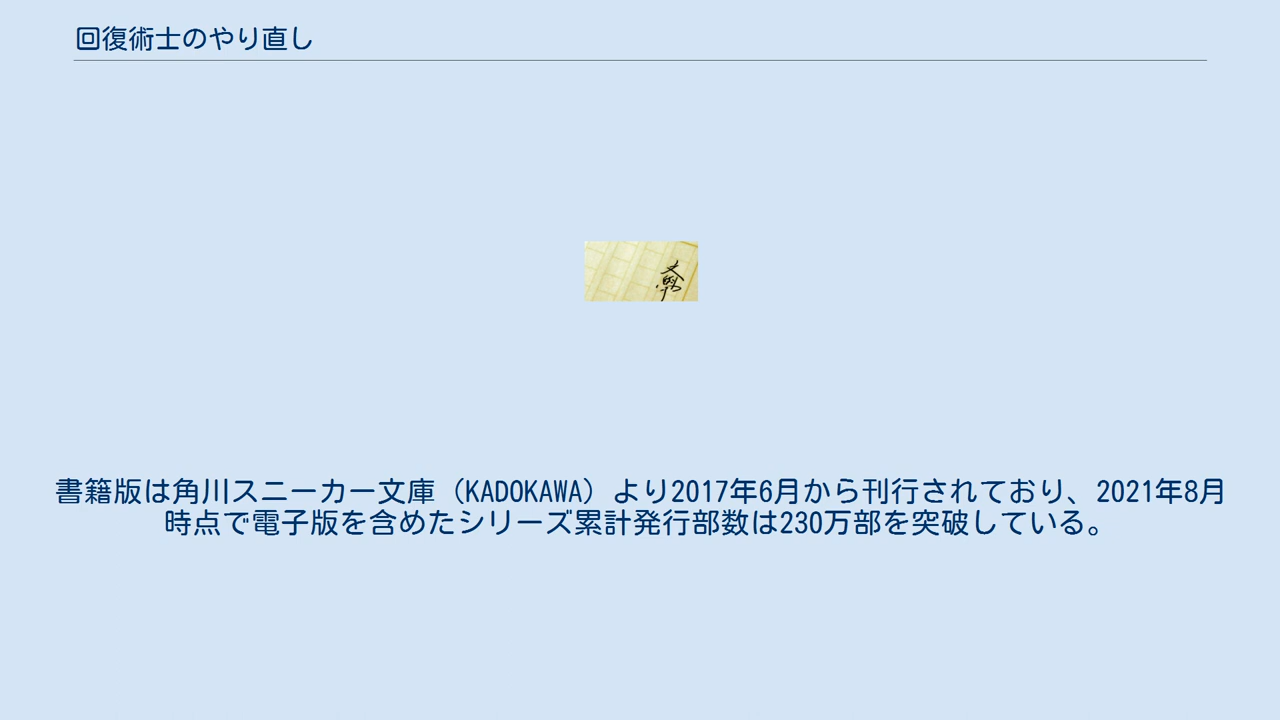 回復術士のやり直し
書籍版は角川スニーカー文庫（KADOKAWA）より2017年6月から刊行されており、2021年8月
時点で電子版を含めたシリーズ累計発行部数は230万部を突破している。